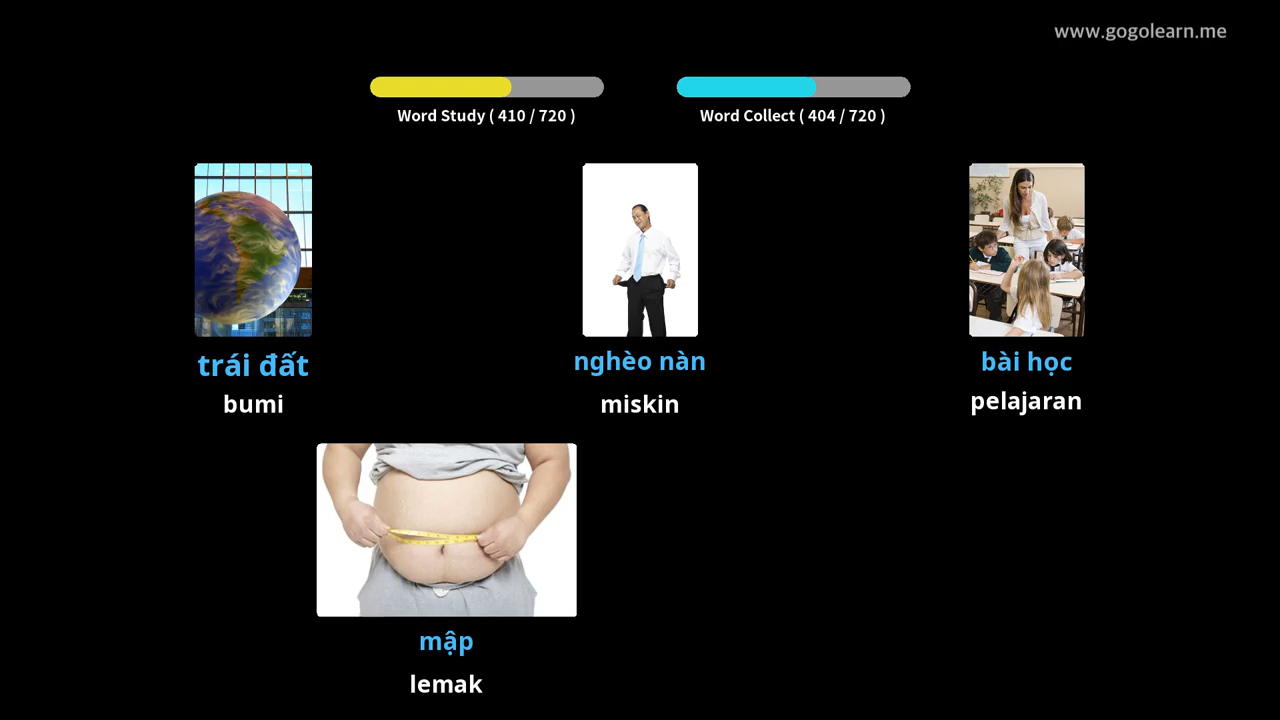 www.gogolearn.me
Word Study ( 410 / 720 )
Word Collect ( 404 / 720 )
trái đất
bumi
nghèo nàn
miskin
bài học
pelajaran
mập
lemak